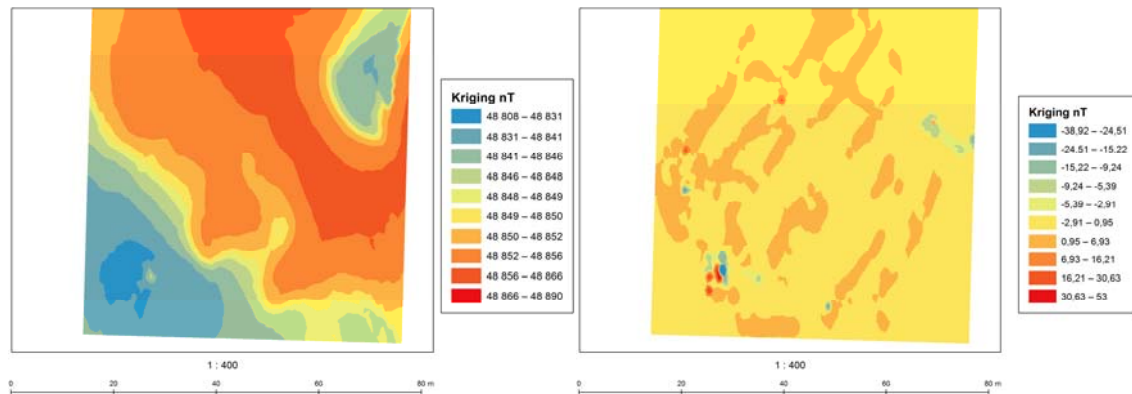 Kriging nT
48 808 – 48 831
48 831 – 48 841
48 841 – 48 846
48 846 – 48 848
48 848 – 48 849
48 849 – 48 850
48 850 – 48 852
48 852 – 48 856
48 856 – 48 866
48 866 – 48 890
1 : 400
0 20 40 60 80 m
Kriging nT
-38,92 – -24,51
-24.51 – -15.22
-15,22 – -9,24
-9,24 – -5,39
-5,39 – -2,91
-2,91 – 0,95
0,95 – 6,93
6,93 – 16,21
16,21 – 30,63
30,63 – 53
1 : 400
0 20 40 60 80 m